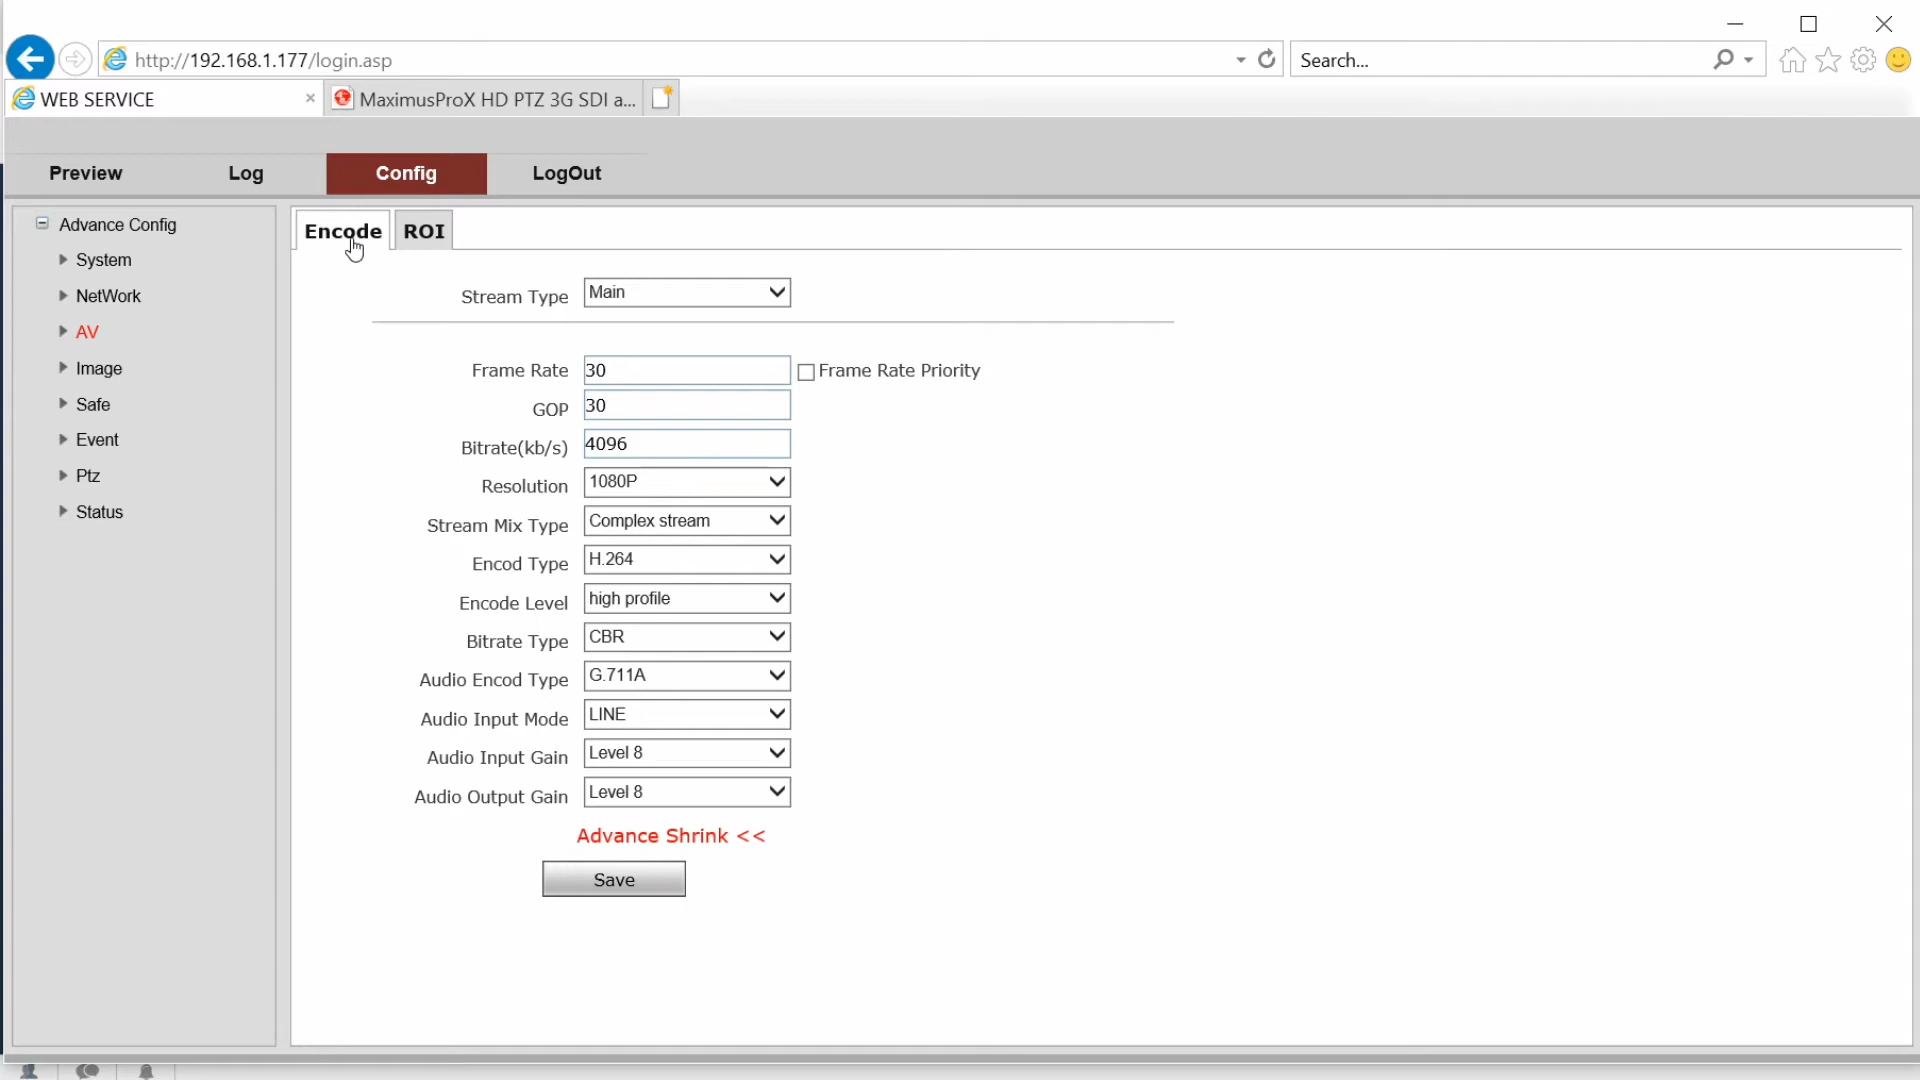 http://192.168.1.177/login.asp
Search...
WEB SERVICE
MaximusProX HD PTZ 3G SDI a...
Preview
Log
Config
LogOut
Advance Config
System
NetWork
AV
Image
Safe
Event
Ptz
Status
Encode
ROI
Stream Type Main
Frame Rate 30 Frame Rate Priority
GOP 30
Bitrate(kb/s) 4096
Resolution 1080P
Stream Mix Type Complex stream
Encod Type H.264
Encode Level high profile
Bitrate Type CBR
Audio Encod Type G.711A
Audio Input Mode LINE
Audio Input Gain Level 8
Audio Output Gain Level 8
Advance Shrink <<
Save